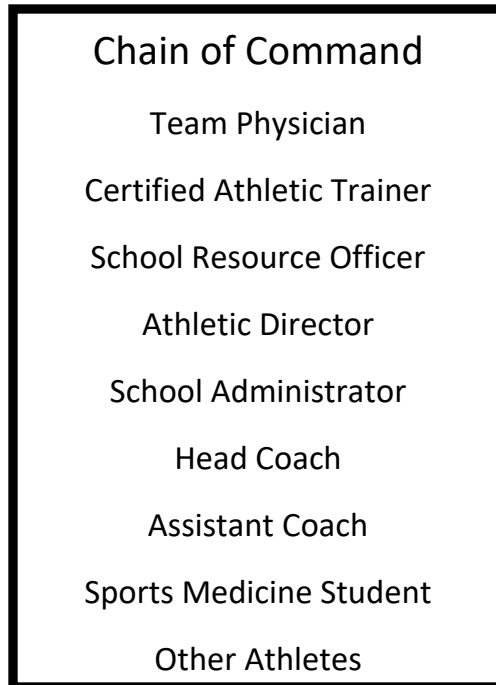 Chain of Command
Team Physician
Certified Athletic Trainer
School Resource Officer
Athletic Director
School Administrator
Head Coach
Assistant Coach
Sports Medicine Student
Other Athletes